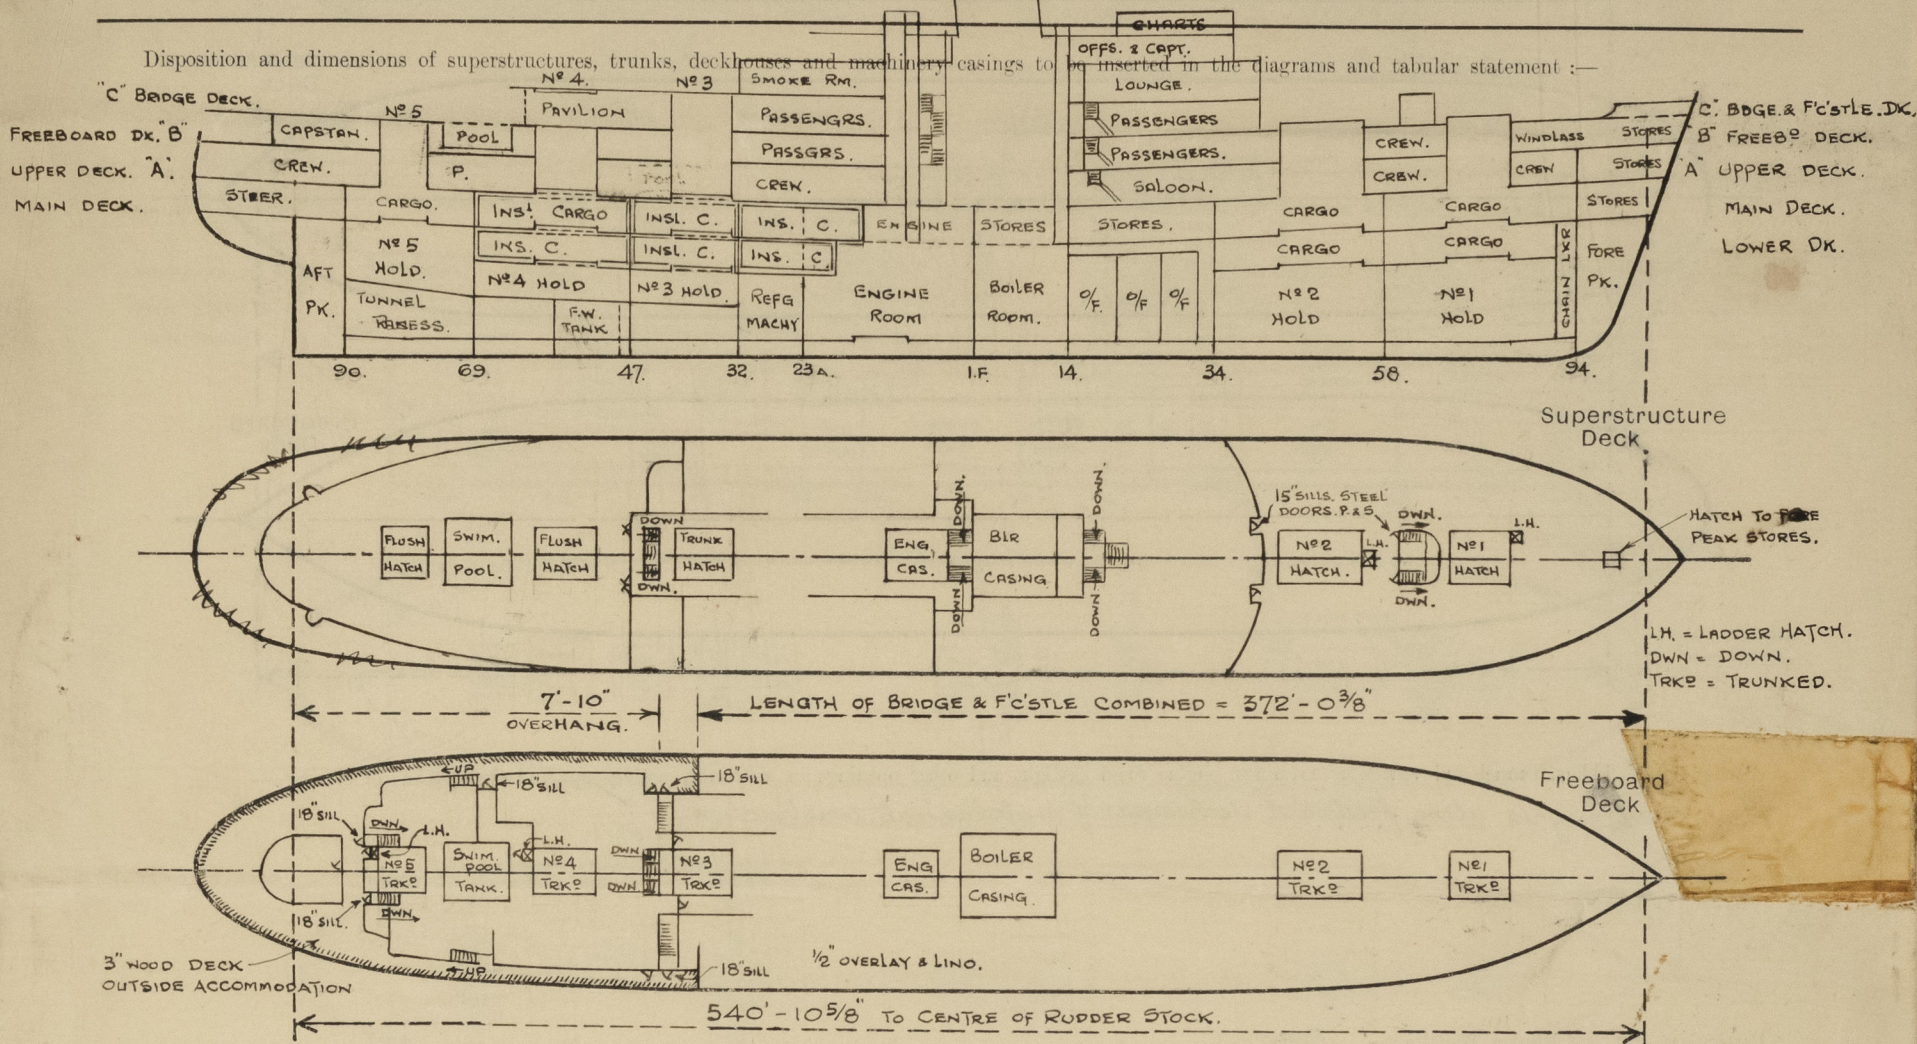 CHARTS
Disposition and dimensions of superstructures, trunks, deckhouses and machinery casings to be inserted in the diagrams and tabular statement :—
OFFS. & CAPT.
Nº 4.
Nº 3
SMOKE RM.
LOUNGE.
"C" BRIDGE DECK.
Nº 5
PAVILION
PASSENGRS.
PASSENGERS
"C". BDGE. & F'C'STLE. DK.
FREEBOARD DK. "B"
CAPSTAN.
POOL
PASSGRS.
PASSENGERS.
CREW.
WINDLASS
STORES
"B" FREEBº DECK.
UPPER DECK. "A".
CREW.
P.
CREW.
SALOON.
CREW.
CREW
STORES
"A" UPPER DECK.
MAIN DECK.
STEER.
CARGO.
INSL CARGO
INSL. C.
INS. C.
ENGINE
STORES
STORES.
CARGO
CARGO
STORES
MAIN DECK.
Nº 5
HOLD.
INS. C.
INSL. C.
INS. C.
CARGO
CARGO
LOWER DK.
AFT
PK.
TUNNEL
RECESS.
Nº 4 HOLD
F.W.
TANK
Nº 3 HOLD.
REFG
MACHY
ENGINE
ROOM
BOILER
ROOM.
O/F.
O/F
O/F
Nº 2
HOLD
Nº 1
HOLD
CHAIN LKR
FORE
PK.
90.
69.
47.
32.
23A.
1.F.
14.
34.
58.
94.
Superstructure
Deck
15" SILLS. STEEL
DOORS. P. & S.
DWN.
L.H.
HATCH TO FORE
PEAK STORES.
FLUSH
HATCH
SWIM.
POOL.
FLUSH
HATCH
DOWN
DOWN.
TRUNK
HATCH
ENG.
CAS.
DOWN.
DOWN
BLR
CASING
DOWN.
DOWN
Nº 2
HATCH.
L.H.
DWN.
Nº 1
HATCH
L.H. = LADDER HATCH.
DWN = DOWN.
TRKD = TRUNKED.
7'-10"
OVERHANG.
LENGTH OF BRIDGE & F'C'STLE COMBINED = 372'-0⅜"
Freeboard
Deck
UP
18" SILL
18" SILL
18" SILL
DWN
L.H.
Nº 5
TRKD
SWIM.
POOL
TANK.
L.H.
Nº 4
TRKD
DWN
DWN
Nº 3
TRKD
ENG
CAS.
BOILER
CASING.
Nº 2
TRKD
Nº 1
TRKD
18" SILL.
DWN.
UP
18" SILL
½" OVERLAY & LINO.
3" WOOD DECK
OUTSIDE ACCOMMODATION
540'-10⅝" TO CENTRE OF RUDDER STOCK.